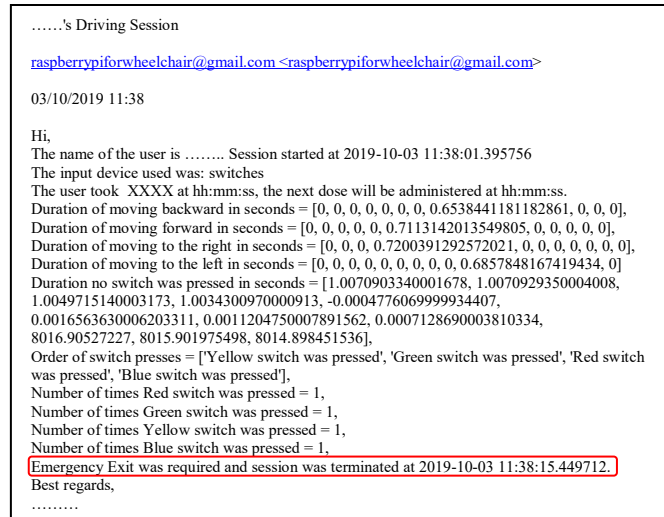 ……'s Driving Session
raspberrypiforwheelchair@gmail.com <raspberrypiforwheelchair@gmail.com>
03/10/2019 11:38
Hi,
The name of the user is …….. Session started at 2019-10-03 11:38:01.395756
The input device used was: switches
The user took  XXXX at hh:mm:ss, the next dose will be administered at hh:mm:ss.
Duration of moving backward in seconds = [0, 0, 0, 0, 0, 0, 0, 0.6538441181182861, 0, 0, 0],
Duration of moving forward in seconds = [0, 0, 0, 0, 0, 0.7113142013549805, 0, 0, 0, 0, 0],
Duration of moving to the right in seconds = [0, 0, 0, 0.7200391292572021, 0, 0, 0, 0, 0, 0, 0],
Duration of moving to the left in seconds = [0, 0, 0, 0, 0, 0, 0, 0, 0, 0.6857848167419434, 0]
Duration no switch was pressed in seconds = [1.0070903340001678, 1.0070929350004008,
1.0049715140003173, 1.0034300970000913, -0.0004776069999934407,
0.0016563630006203311, 0.0011204750007891562, 0.0007128690003810334,
8016.90527227, 8015.901975498, 8014.898451536],
Order of switch presses = ['Yellow switch was pressed', 'Green switch was pressed', 'Red switch
was pressed', 'Blue switch was pressed'],
Number of times Red switch was pressed = 1,
Number of times Green switch was pressed = 1,
Number of times Yellow switch was pressed = 1,
Number of times Blue switch was pressed = 1,
Emergency Exit was required and session was terminated at 2019-10-03 11:38:15.449712.
Best regards,
………